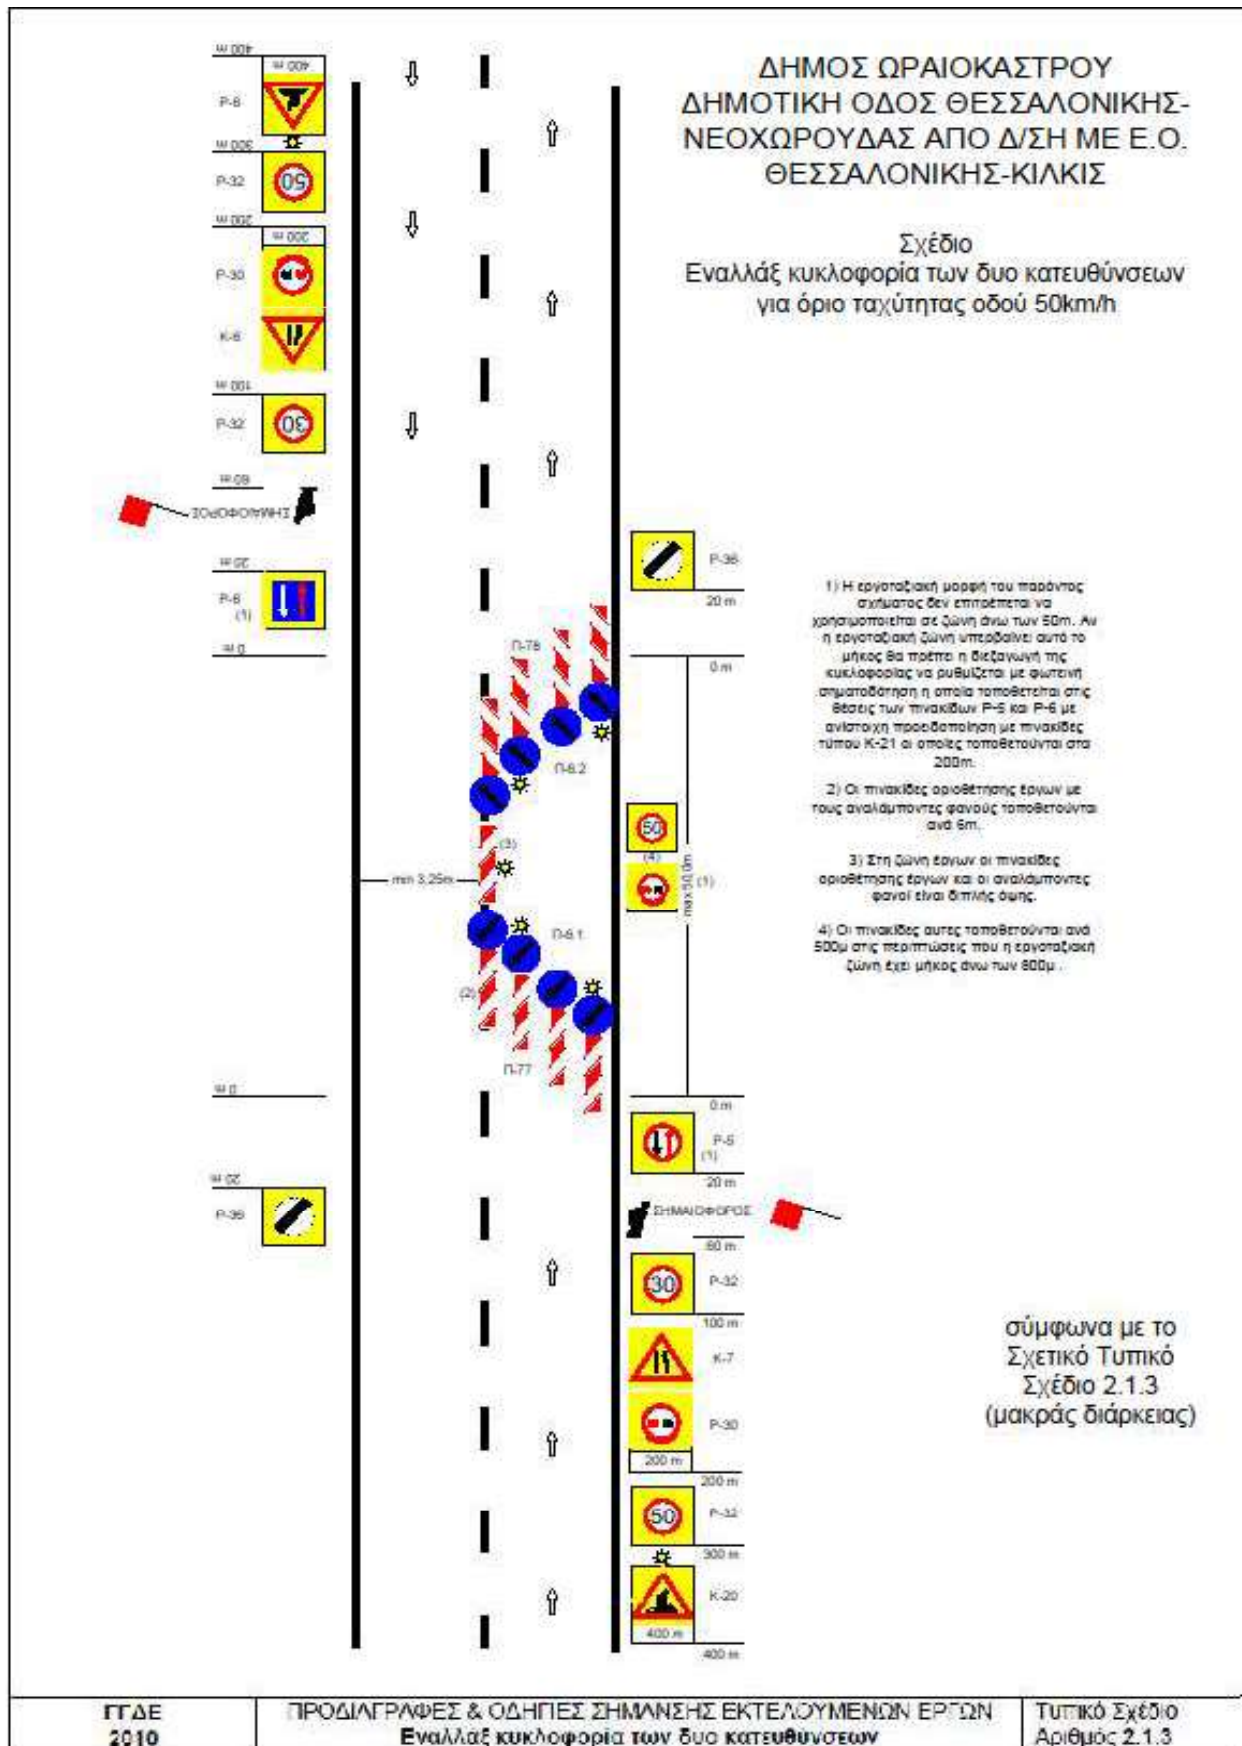 ΔΗΜΟΣ ΩΡΑΙΟΚΑΣΤΡΟΥ
ΔΗΜΟΤΙΚΗ ΟΔΟΣ ΘΕΣΣΑΛΟΝΙΚΗΣ-
ΝΕΟΧΩΡΟΥΔΑΣ ΑΠΟ Δ/ΣΗ ΜΕ Ε.Ο.
ΘΕΣΣΑΛΟΝΙΚΗΣ-ΚΙΛΚΙΣ
Σχέδιο
Εναλλάξ κυκλοφορία των δυο κατευθύνσεων
για όριο ταχύτητας οδού 50km/h
400 m
400 m
P-6
300 m
P-32
50
200 m
200 m
P-30
K-6
100 m
P-32
30
60 m
ΣΗΜΑΙΟΦΟΡΟΣ
20 m
P-6
(1)
0 m
P-36
20 m
0 m
Π-78
Π-8.2
(3)
min 3,25m
50
(4)
max 50,0m
(1)
Π-8.1
(2)
Π-77
1) Η εργοταξιακή μορφή του παρόντος
σχήματος δεν επιτρέπεται να
χρησιμοποιείται σε ζώνη άνω των 50m. Αν
η εργοταξιακή ζώνη υπερβαίνει αυτό το
μήκος θα πρέπει η διεξαγωγή της
κυκλοφορίας να ρυθμίζεται με φωτεινή
σηματοδότηση η οποία τοποθετείται στις
θέσεις των πινακίδων P-5 και P-6 με
αντίστοιχη προειδοποίηση με πινακίδες
τύπου K-21 οι οποίες τοποθετούνται στα
200m.
2) Οι πινακίδες οριοθέτησης έργων με
τους αναλάμποντες φανούς τοποθετούνται
ανά 6m.
3) Στη ζώνη έργων οι πινακίδες
οριοθέτησης έργων και οι αναλάμποντες
φανοί είναι διπλής όψης.
4) Οι πινακίδες αυτες τοποθετούνται ανά
500μ στις περιπτώσεις που η εργοταξιακή
ζώνη έχει μήκος άνω των 800μ.
0 m
20 m
P-36
0 m
P-5
(1)
20 m
ΣΗΜΑΙΟΦΟΡΟΣ
60 m
30
P-32
100 m
K-7
P-30
200 m
200 m
50
P-32
300 m
K-20
400 m
400 m
σύμφωνα με το
Σχετικό Τυπικό
Σχέδιο 2.1.3
(μακράς διάρκειας)
ΓΓΔΕ
2010
ΠΡΟΔΙΑΓΡΑΦΕΣ & ΟΔΗΓΙΕΣ ΣΗΜΑΝΣΗΣ ΕΚΤΕΛΟΥΜΕΝΩΝ ΕΡΓΩΝ
Εναλλάξ κυκλοφορία των δυο κατευθύνσεων
Τυπικό Σχέδιο
Αριθμός 2.1.3